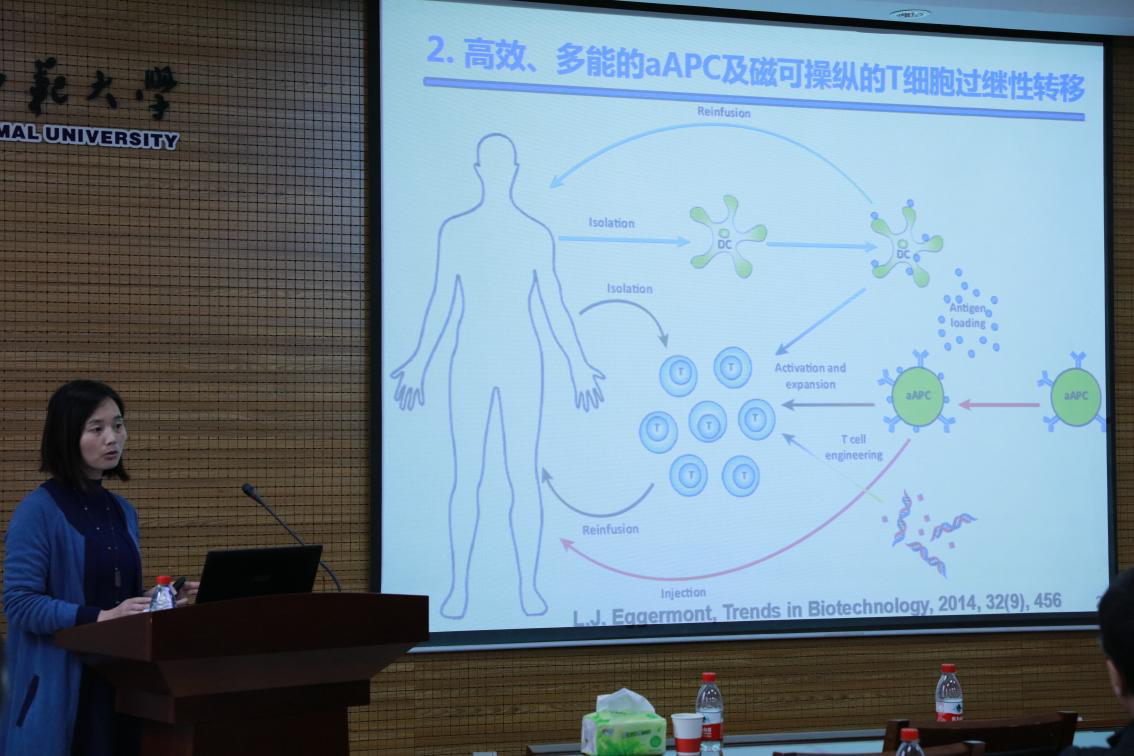 范大学
MAL UNIVERSITY
2. 高效、多能的aAPC及磁可操纵的T细胞过继性转移
Reinfusion
Isolation
DC
DC
Isolation
Antigen
loading
T
T
Activation and
expansion
aAPC
aAPC
T
T
T
T cell
engineering
T
T
Reinfusion
Injection
L.J. Eggermont, Trends in Biotechnology, 2014, 32(9), 456